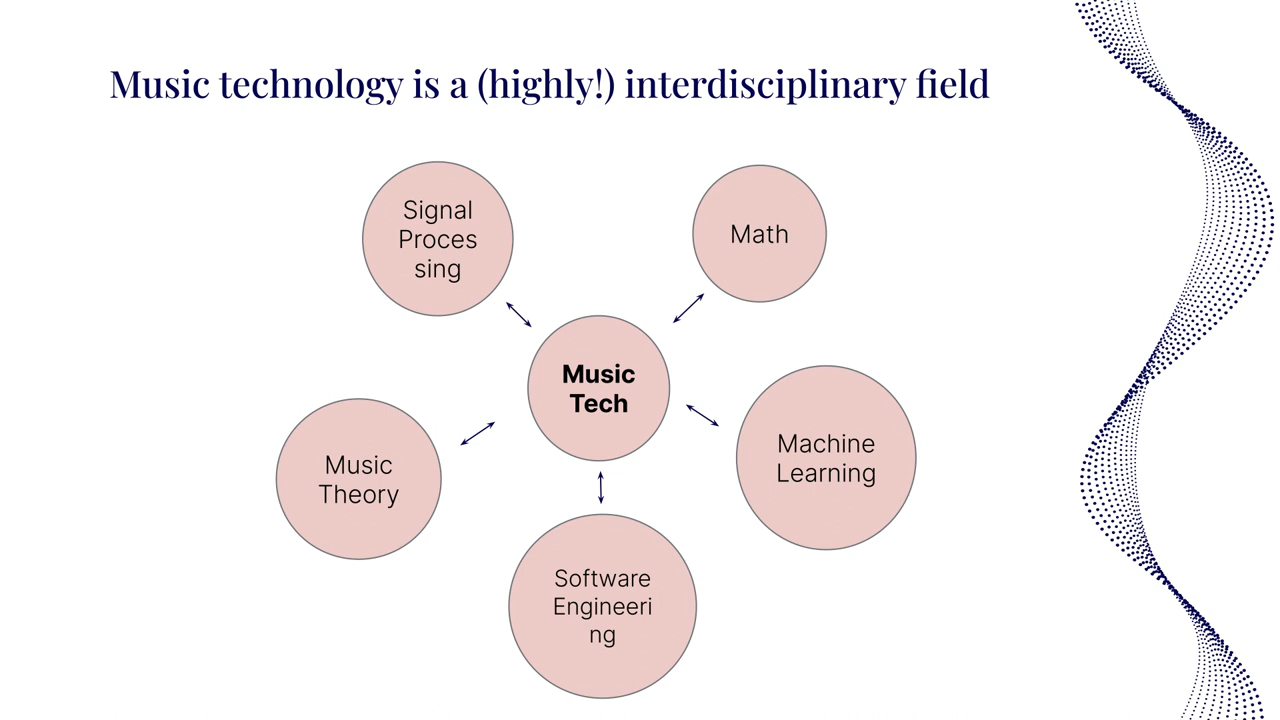 Music technology is a (highly!) interdisciplinary field
Signal
Proces
sing
Math
Music
Tech
Music
Theory
Machine
Learning
Software
Engineeri
ng